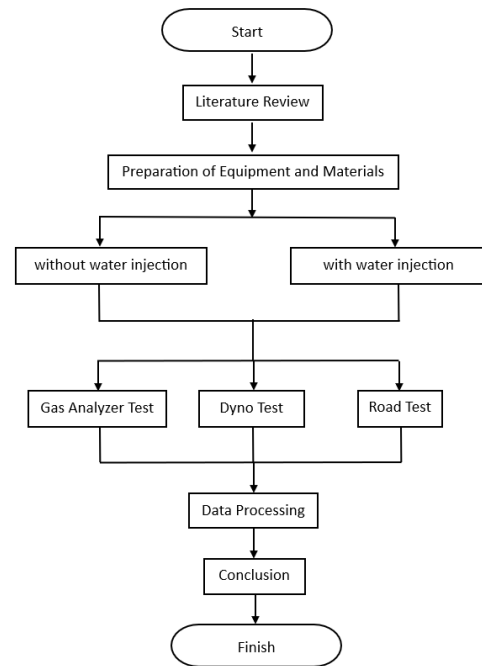 Start
Literature Review
Preparation of Equipment and Materials
without water injection
with water injection
Gas Analyzer Test
Dyno Test
Road Test
Data Processing
Conclusion
Finish